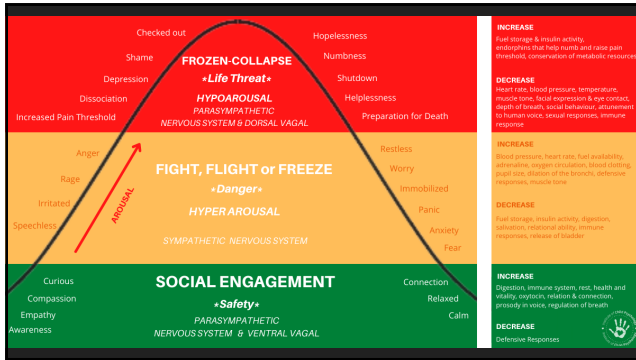 Checked out
Shame
Depression
Dissociation
Increased Pain Threshold
FROZEN-COLLAPSE
*Life Threat*
HYPOAROUSAL
PARASYMPATHETIC
NERVOUS SYSTEM & DORSAL VAGAL
Hopelessness
Numbness
Shutdown
Helplessness
Preparation for Death
INCREASE
Fuel storage & insulin activity,
endorphins that help numb and raise pain
threshold, conservation of metabolic resources
DECREASE
Heart rate, blood pressure, temperature,
muscle tone, facial expression & eye contact,
depth of breath, social behaviour, attunement
to human voice, sexual responses, immune
response
Anger
Rage
Irritated
Speechless
AROUSAL
FIGHT, FLIGHT or FREEZE
*Danger*
HYPER AROUSAL
SYMPATHETIC NERVOUS SYSTEM
Restless
Worry
Immobilized
Panic
Anxiety
Fear
INCREASE
Blood pressure, heart rate, fuel availability,
adrenaline, oxygen circulation, blood clotting,
pupil size, dilation of the bronchi, defensive
responses, muscle tone
DECREASE
Fuel storage, insulin activity, digestion,
salivation, relational ability, immune
responses, release of bladder
Curious
Compassion
Empathy
Awareness
SOCIAL ENGAGEMENT
*Safety*
PARASYMPATHETIC
NERVOUS SYSTEM & VENTRAL VAGAL
Connection
Relaxed
Calm
INCREASE
Digestion, immune system, rest, health and
vitality, oxytocin, relation & connection,
prosody in voice, regulation of breath
DECREASE
Defensive Responses